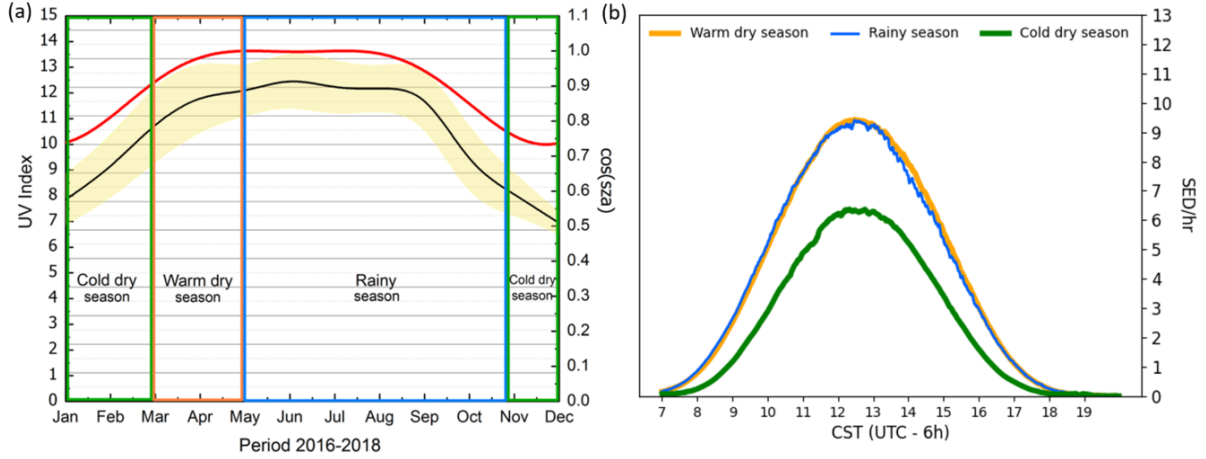 (a)
15
14
13
12
11
10
9
8
7
6
5
4
3
2
1
0
UV Index
1.1
1.0
0.9
0.8
0.7
0.6
0.5
0.4
0.3
0.2
0.1
0.0
cos(sza)
Cold dry
season
Warm dry
season
Rainy
season
Cold dry
season
Jan Feb Mar Apr May Jun Jul Aug Sep Oct Nov Dec
Period 2016-2018
(b)
Warm dry season Rainy season Cold dry season
13
12
11
10
9
8
7
6
5
4
3
2
1
0
SED/hr
7 8 9 10 11 12 13 14 15 16 17 18 19
CST (UTC - 6h)